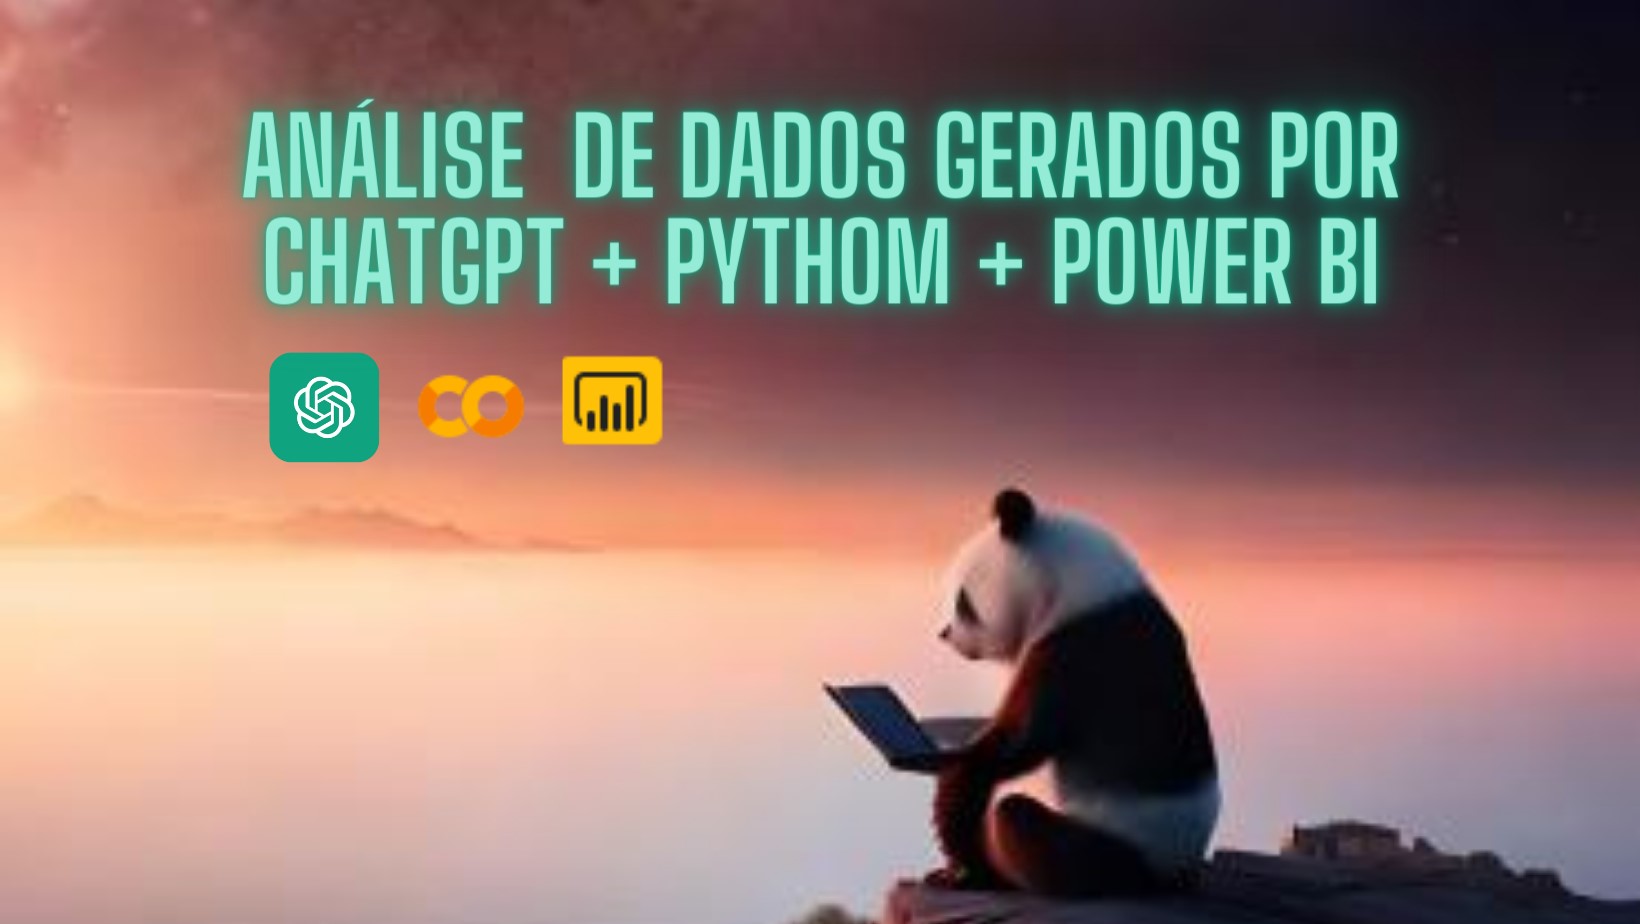 ANÁLISE DE DADOS GERADOS POR
CHATGPT + PYTHOM + POWER BI